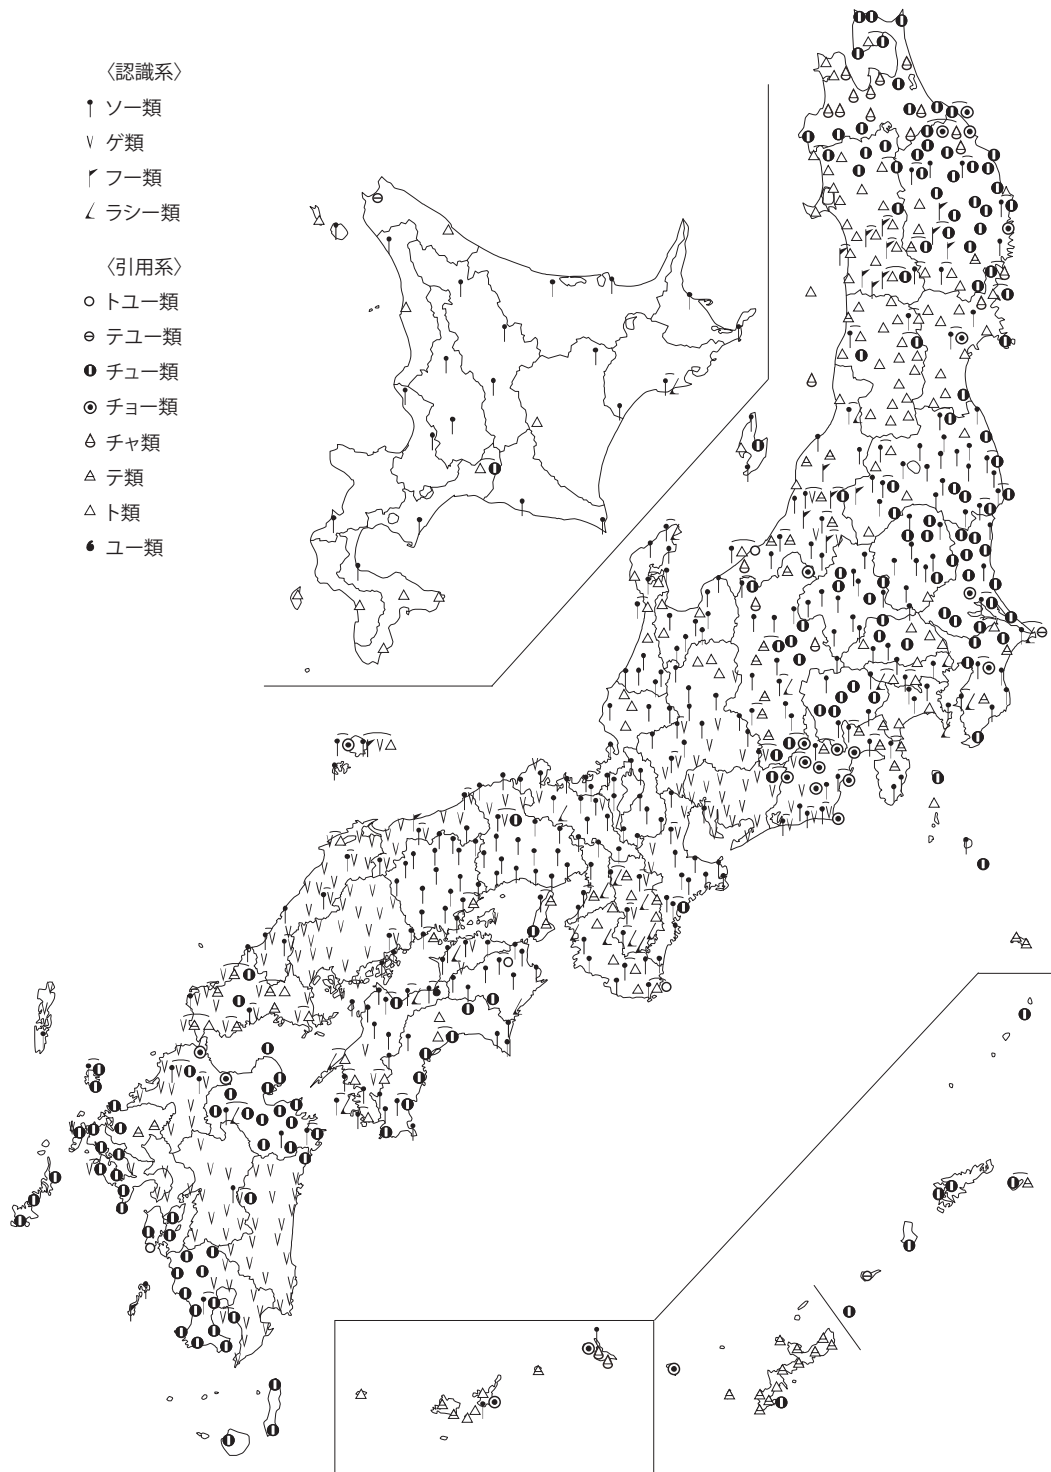 〈認識系〉
ソー類
ゲ類
フー類
ラシー類
〈引用系〉
トユー類
テユー類
チュー類
チョー類
チャ類
テ類
ト類
ユー類